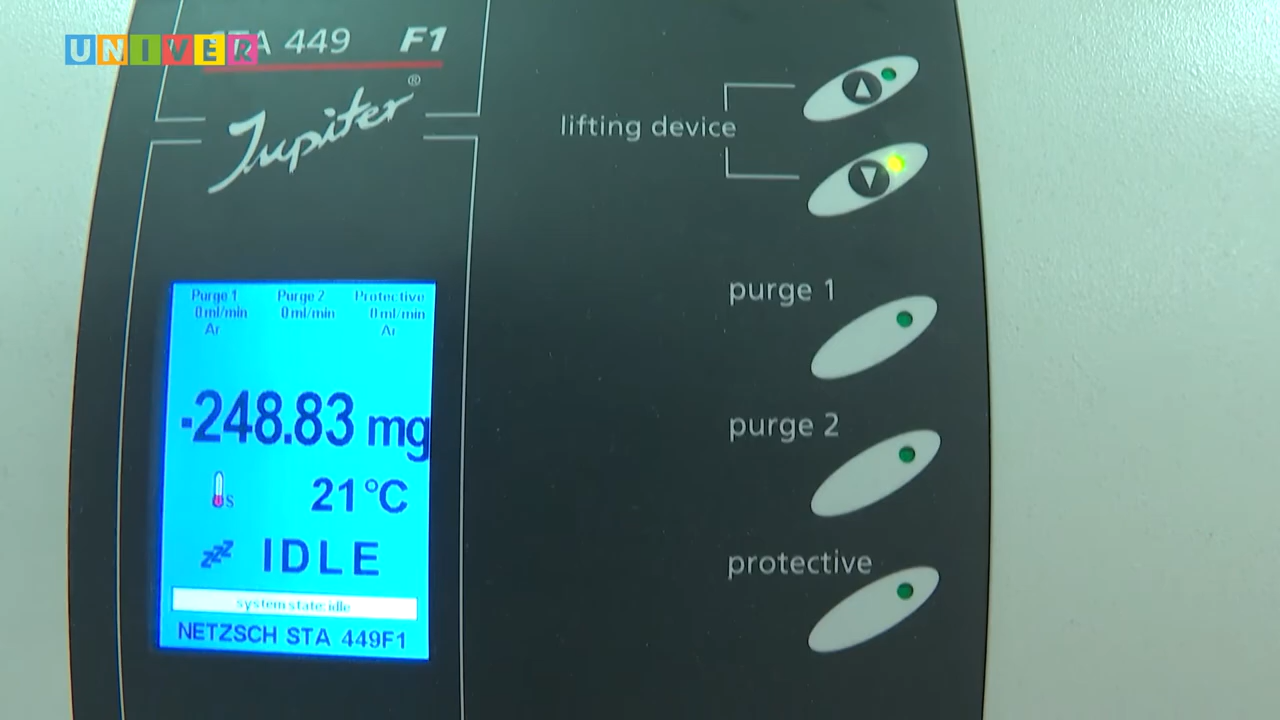 UNIVER
STA 449 F1
Jupiter®
lifting device
purge 1
purge 2
protective
Purge 1 Purge 2 Protective
0 ml/min 0 ml/min 0 ml/min
Ar Ar
-248.83 mg
S 21°C
zzz IDLE
system state: idle
NETZSCH STA 449F1